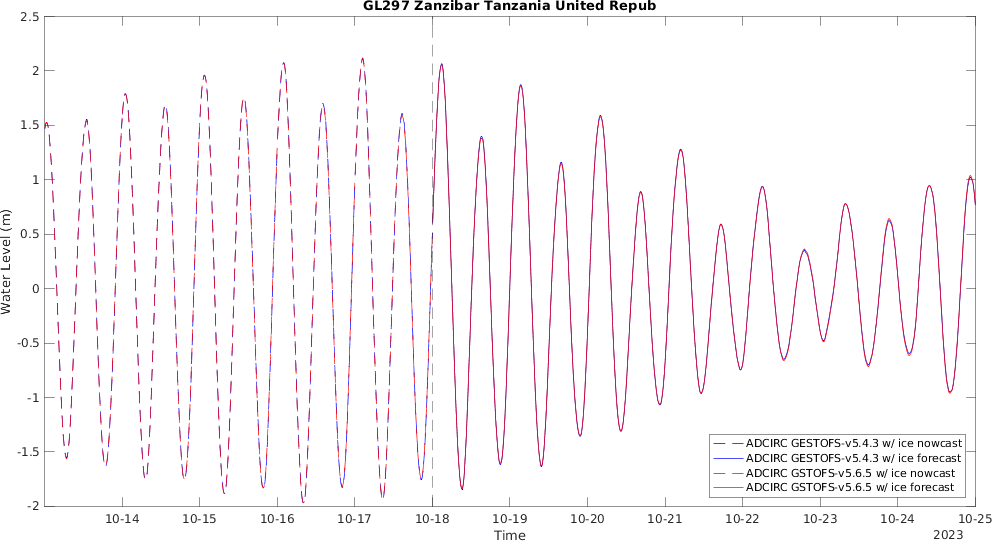 GL297 Zanzibar Tanzania United Repub
2.5
2
1.5
1
0.5
0
-0.5
-1
-1.5
-2
Water Level (m)
ADCIRC GESTOFS-v5.4.3 w/ ice nowcast
ADCIRC GESTOFS-v5.4.3 w/ ice forecast
ADCIRC GSTOFS-v5.6.5 w/ ice nowcast
ADCIRC GSTOFS-v5.6.5 w/ ice forecast
10-14 10-15 10-16 10-17 10-18 10-19 10-20 10-21 10-22 10-23 10-24 10-25
Time
2023